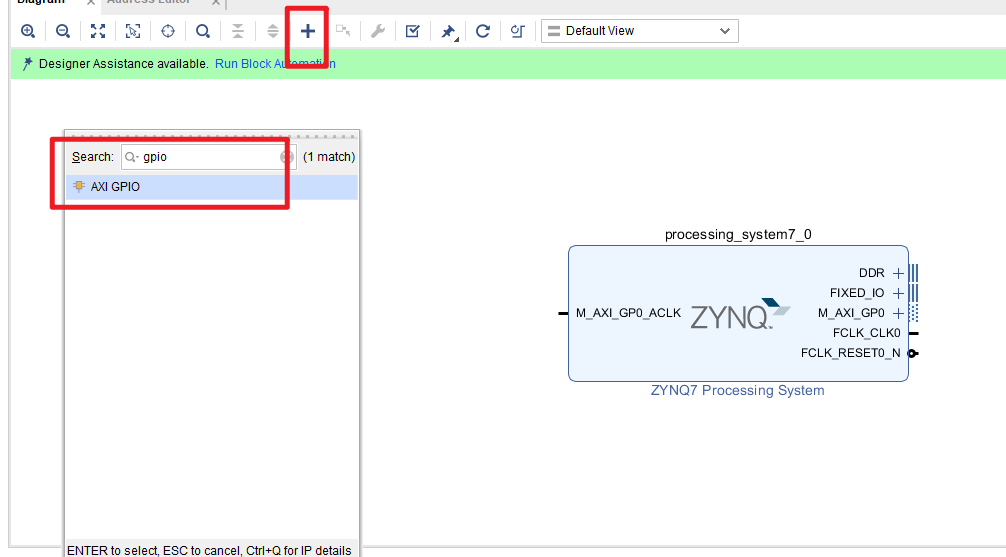 Diagram
Address Editor
Default View
Designer Assistance available. Run Block Automation
Search: gpio (1 match)
AXI GPIO
processing_system7_0
DDR
FIXED_IO
M_AXI_GP0_ACLK ZYNQ M_AXI_GP0
FCLK_CLK0
FCLK_RESET0_N
ZYNQ7 Processing System
ENTER to select, ESC to cancel, Ctrl+Q for IP details